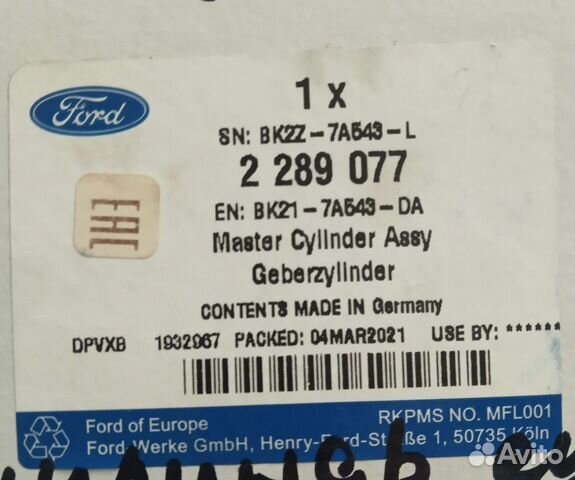 Ford
1 x
SN: BK2Z-7A543-L
2 289 077
EN: BK21-7A543-DA
EAC
Master Cylinder Assy
Geberzylinder
CONTENTS MADE IN Germany
DPVXB 1932967 PACKED: 04MAR2021 USE BY: ******
Ford of Europe RKPMS NO. MFL001
Ford-Werke GmbH, Henry-Ford-Straße 1, 50735 Köln
Avito